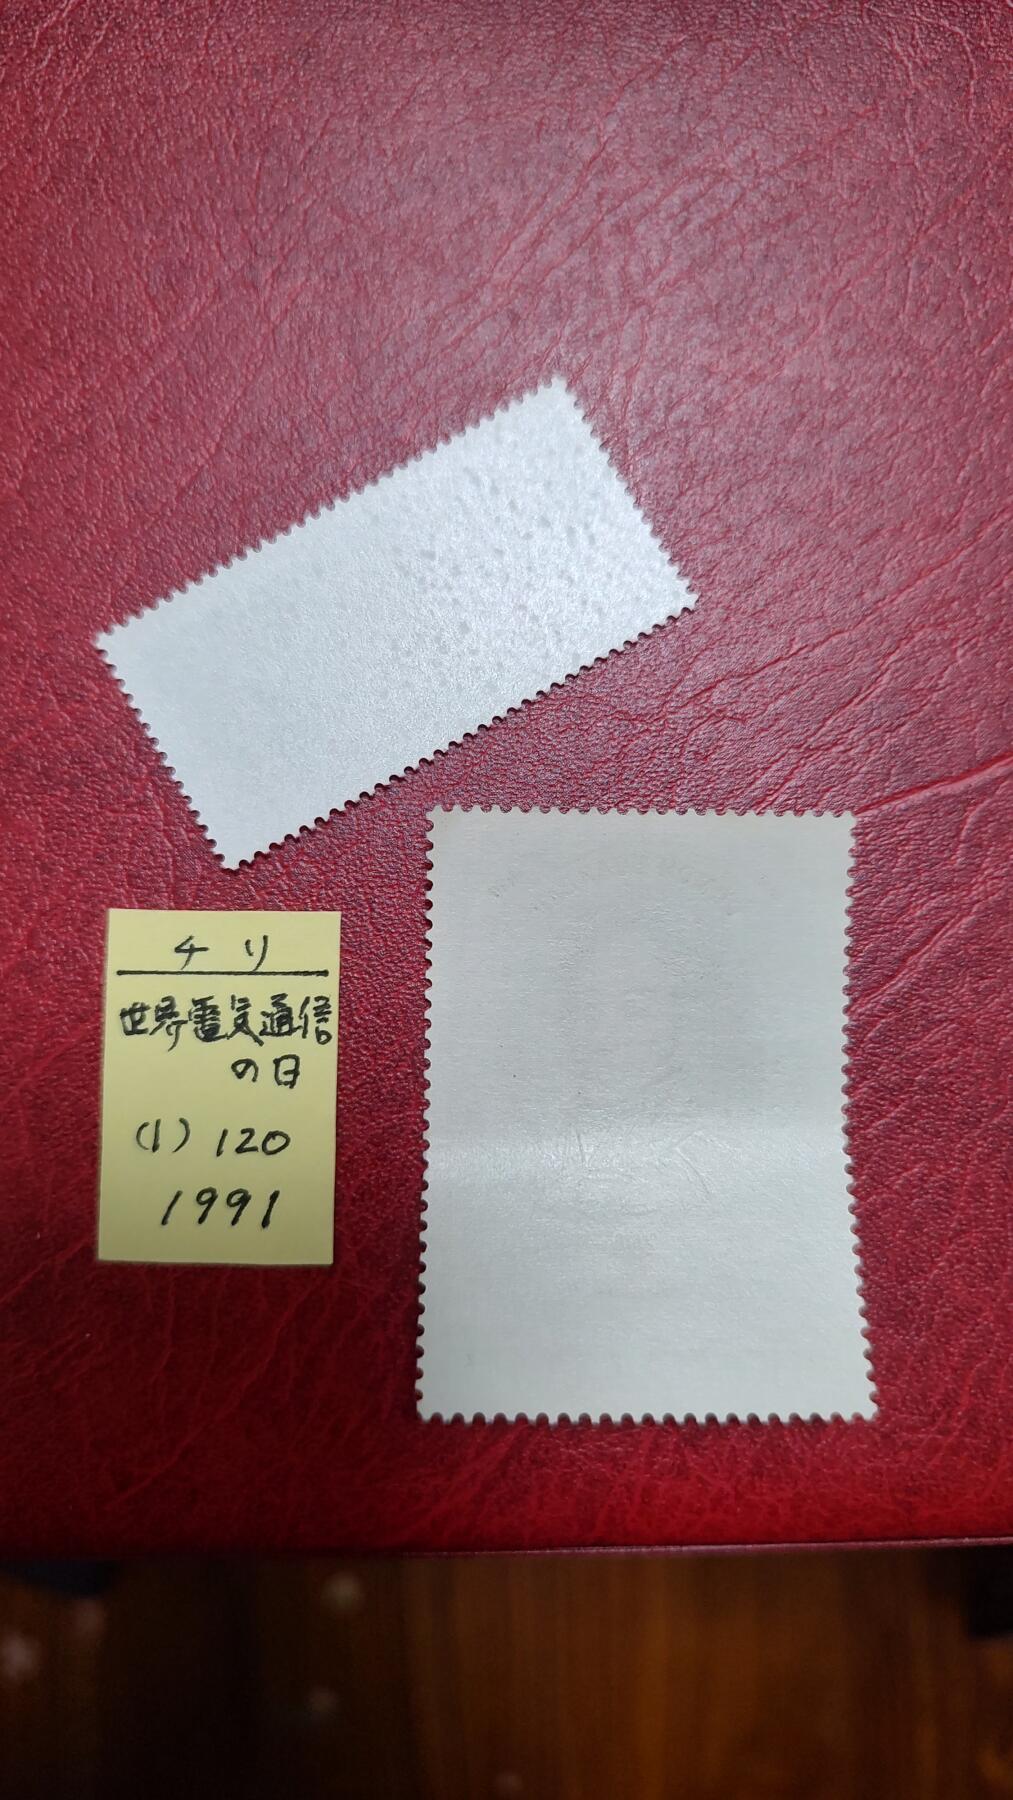 チリ
世界電気通信
の日
(1) 120
1991